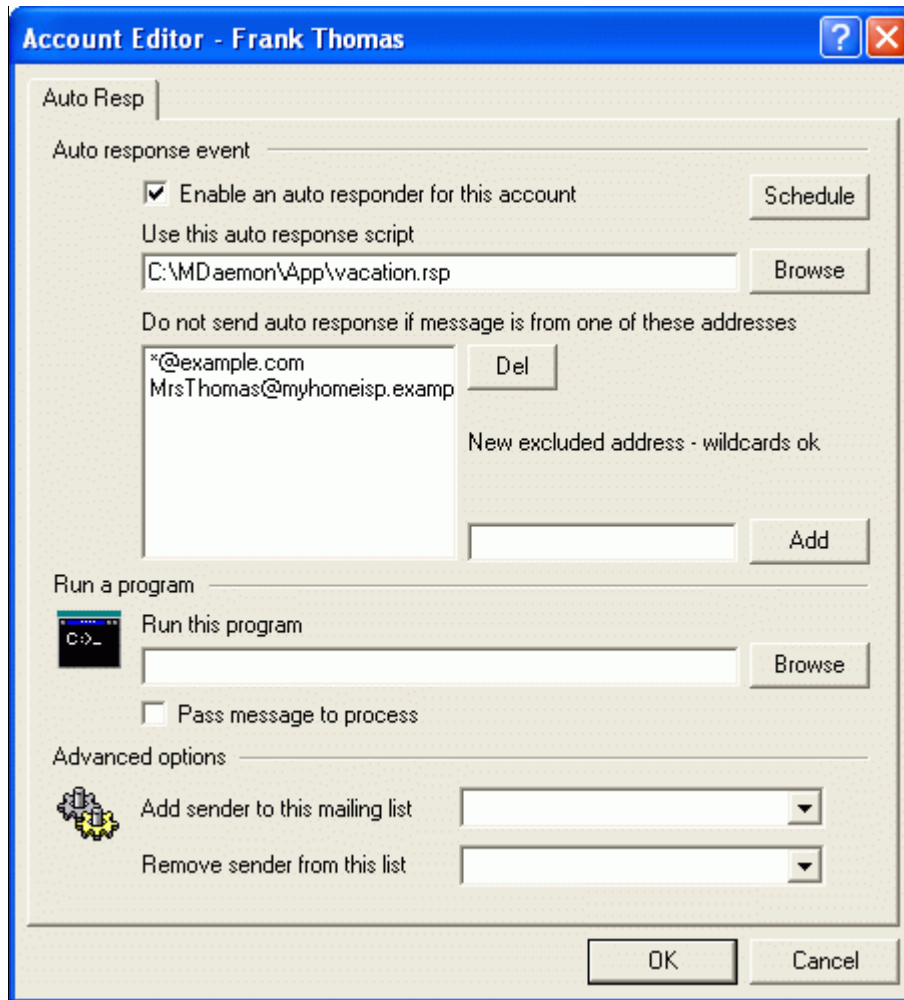 Account Editor - Frank Thomas
Auto Resp
Auto response event
Enable an auto responder for this account
Schedule
Use this auto response script
C:\MDaemon\App\vacation.rsp
Browse
Do not send auto response if message is from one of these addresses
*@example.com
MrsThomas@myhomeisp.examp
Del
New excluded address - wildcards ok
Add
Run a program
C:\>_
Run this program
Browse
Pass message to process
Advanced options
Add sender to this mailing list
Remove sender from this list
OK
Cancel